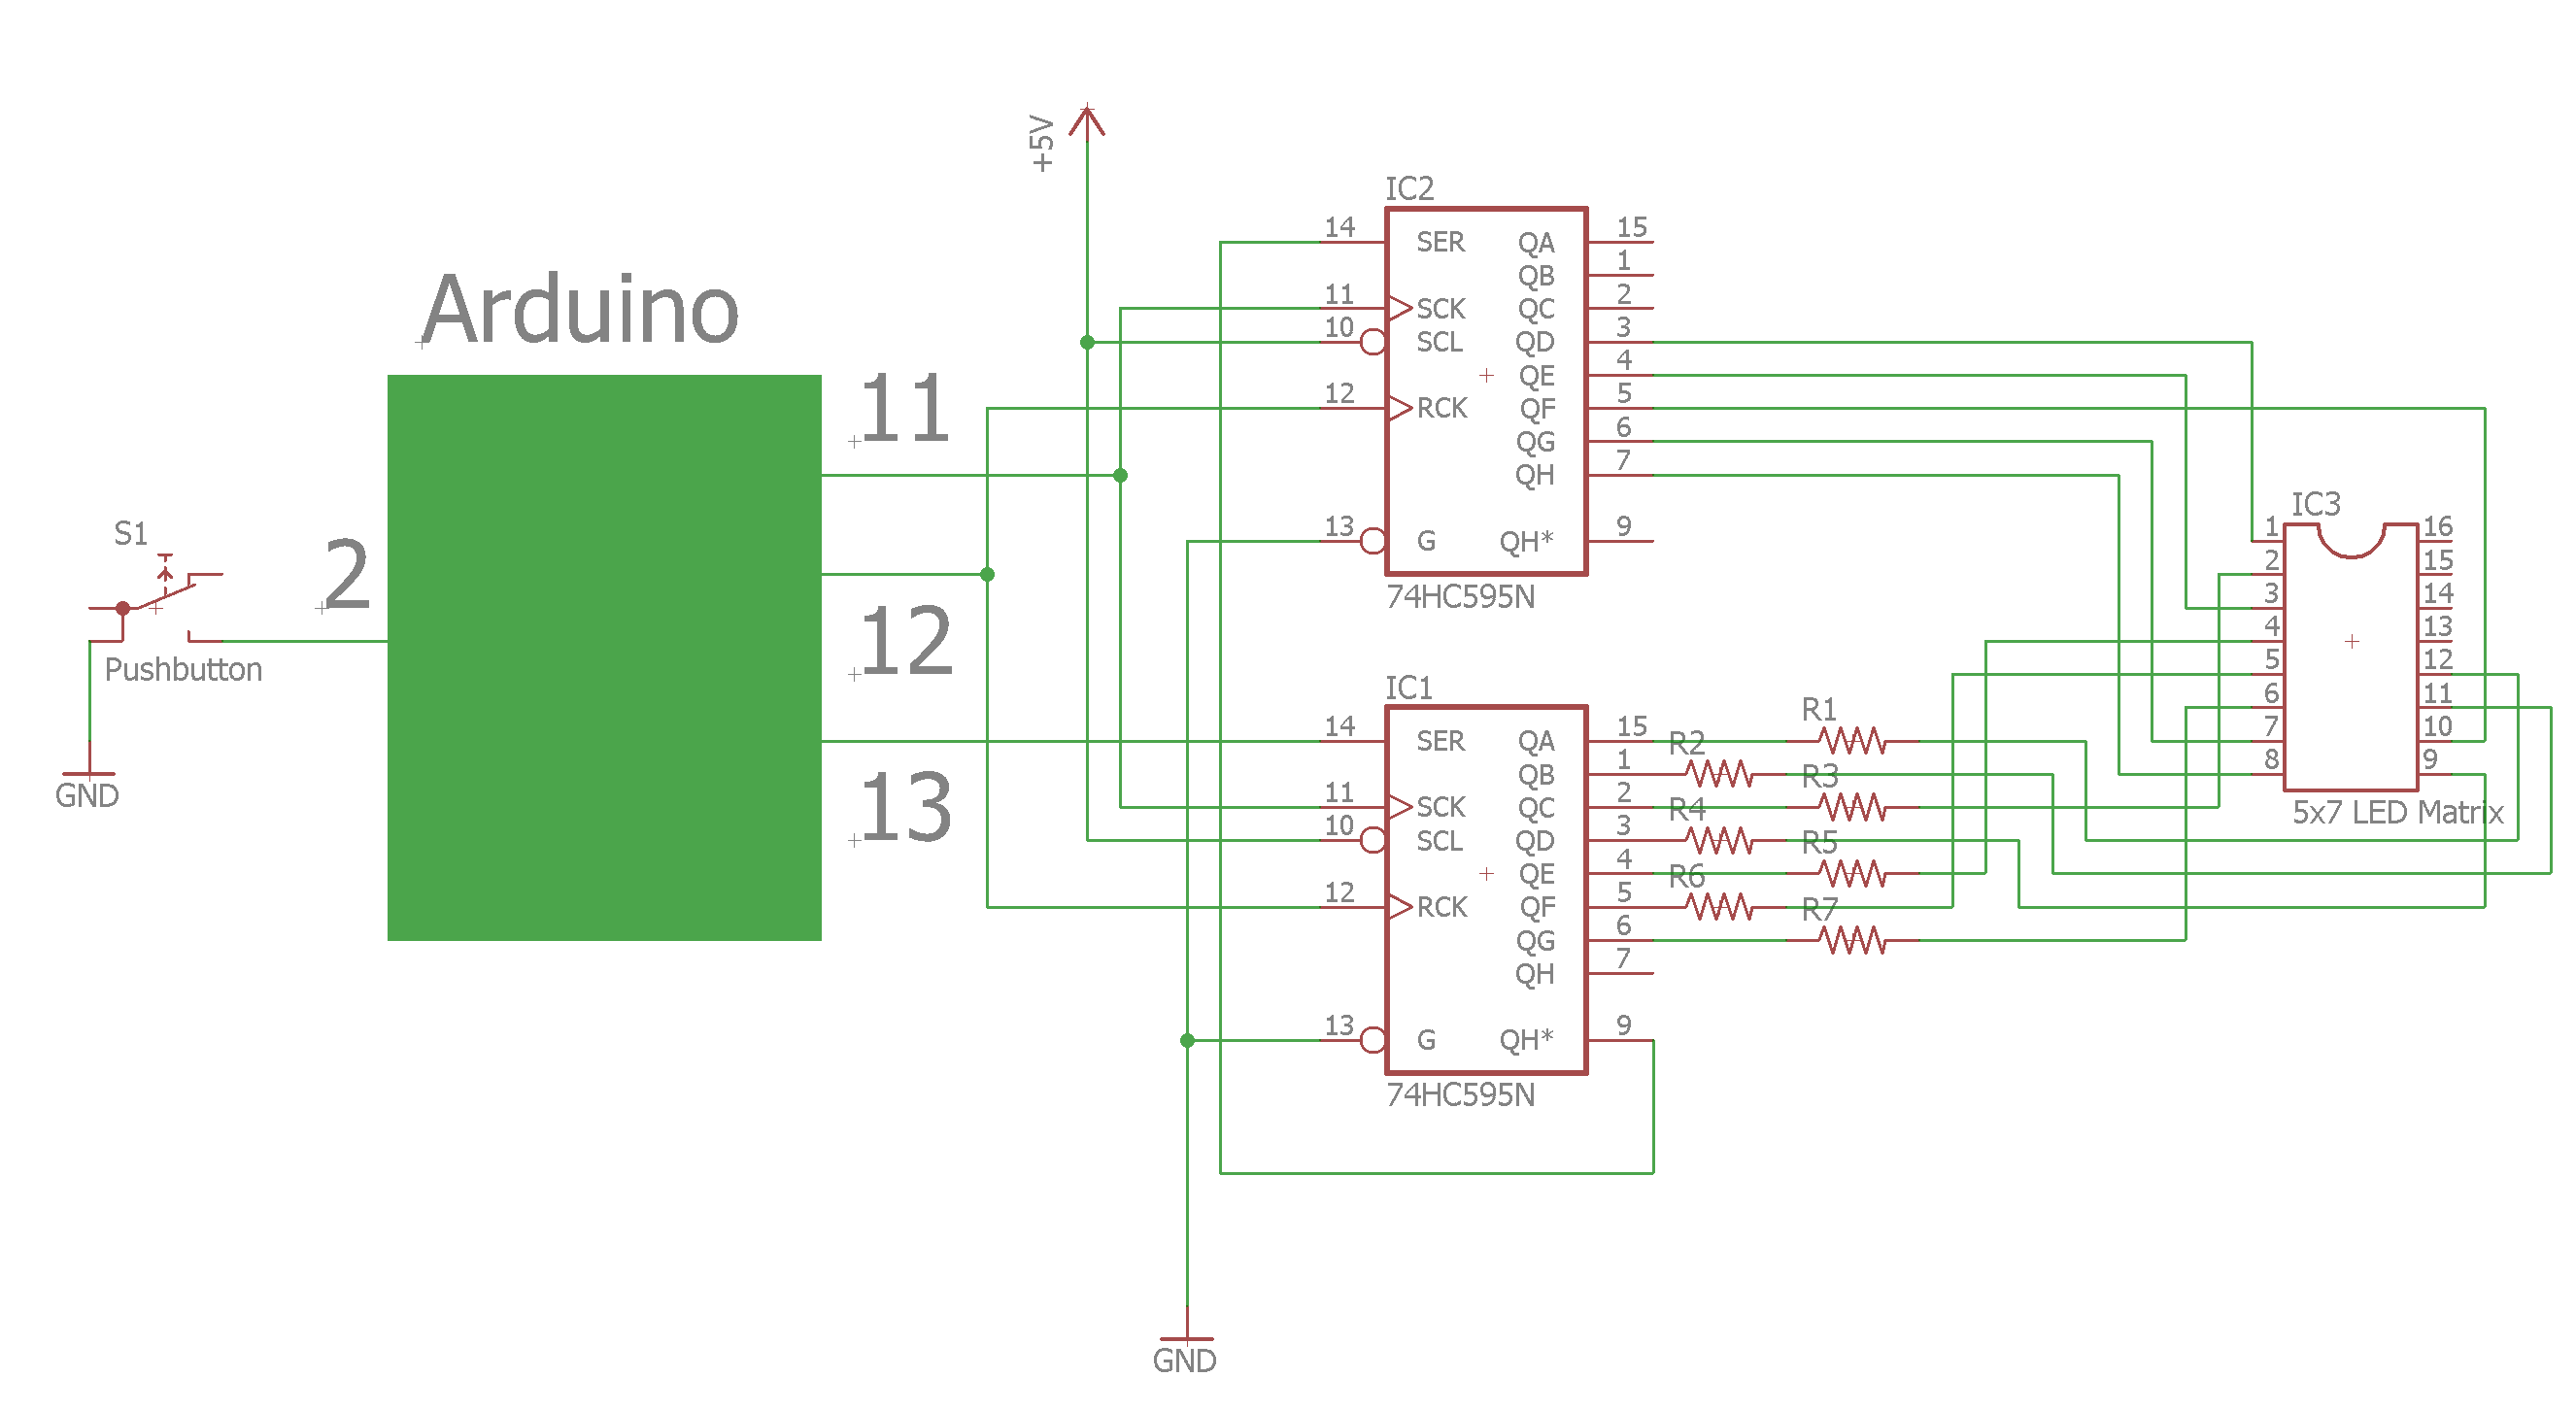 +5V
Arduino
11
12
13
2
S1
Pushbutton
GND
GND
IC2
14 SER QA 15
QB 1
11 SCK QC 2
10 SCL QD 3
QE 4
12 RCK QF 5
QG 6
QH 7
13 G QH* 9
74HC595N
IC1
14 SER QA 15
QB 1
11 SCK QC 2
10 SCL QD 3
QE 4
12 RCK QF 5
QG 6
QH 7
13 G QH* 9
74HC595N
R1
R2
R3
R4
R5
R6
R7
IC3
1 16
2 15
3 14
4 13
5 12
6 11
7 10
8 9
5x7 LED Matrix